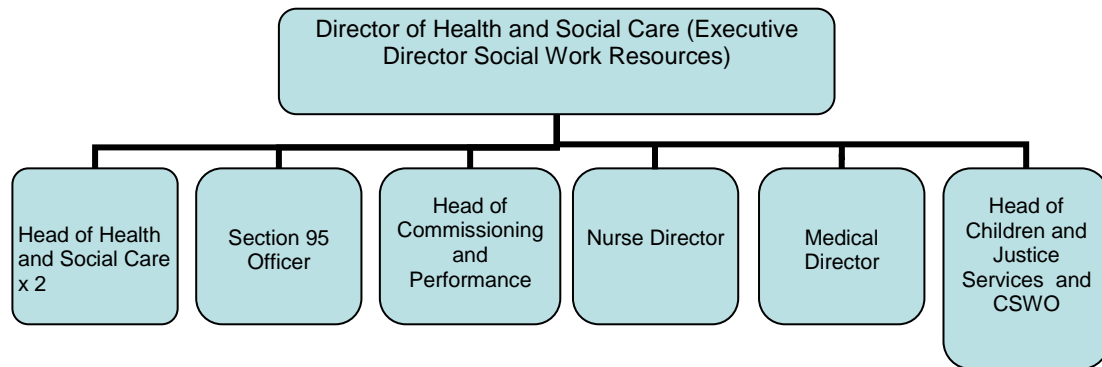 Director of Health and Social Care (Executive
Director Social Work Resources)
Head of Health
and Social Care
x 2
Section 95
Officer
Head of
Commissioning
and
Performance
Nurse Director
Medical
Director
Head of
Children and
Justice
Services and
CSWO